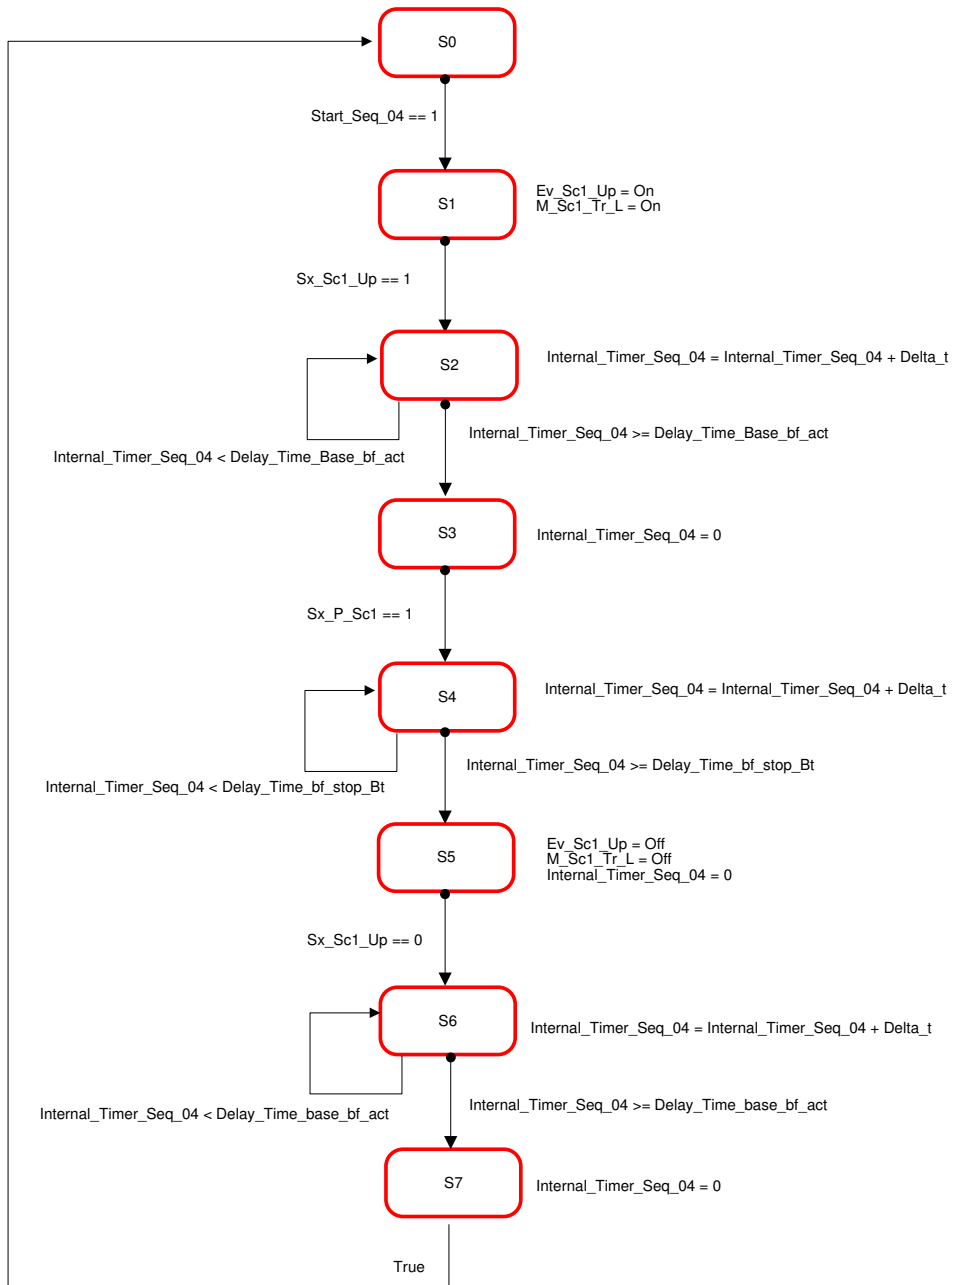 S0
Start_Seq_04 == 1
S1
Ev_Sc1_Up = On
M_Sc1_Tr_L = On
Sx_Sc1_Up == 1
S2
Internal_Timer_Seq_04 = Internal_Timer_Seq_04 + Delta_t
Internal_Timer_Seq_04 >= Delay_Time_Base_bf_act
Internal_Timer_Seq_04 < Delay_Time_Base_bf_act
S3
Internal_Timer_Seq_04 = 0
Sx_P_Sc1 == 1
S4
Internal_Timer_Seq_04 = Internal_Timer_Seq_04 + Delta_t
Internal_Timer_Seq_04 >= Delay_Time_bf_stop_Bt
Internal_Timer_Seq_04 < Delay_Time_bf_stop_Bt
S5
Ev_Sc1_Up = Off
M_Sc1_Tr_L = Off
Internal_Timer_Seq_04 = 0
Sx_Sc1_Up == 0
S6
Internal_Timer_Seq_04 = Internal_Timer_Seq_04 + Delta_t
Internal_Timer_Seq_04 >= Delay_Time_base_bf_act
Internal_Timer_Seq_04 < Delay_Time_base_bf_act
S7
Internal_Timer_Seq_04 = 0
True